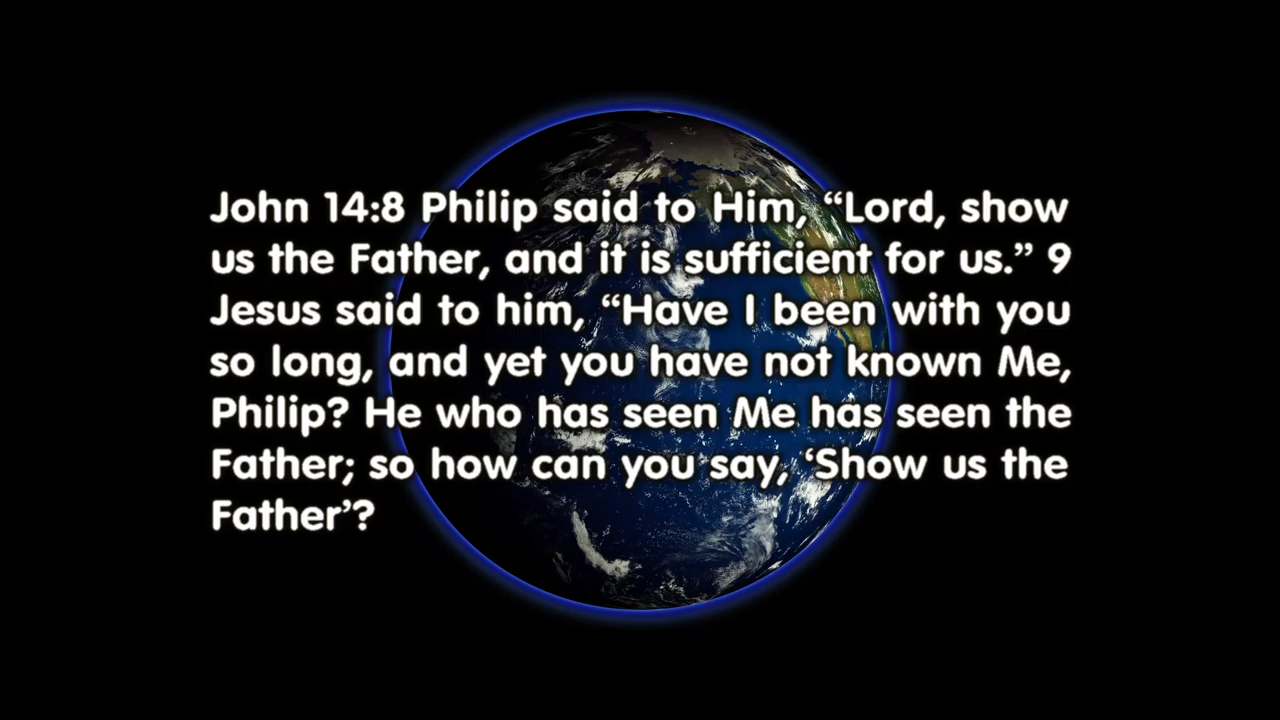 John 14:8 Philip said to Him, “Lord, show
us the Father, and it is sufficient for us.” 9
Jesus said to him, “Have I been with you
so long, and yet you have not known Me,
Philip? He who has seen Me has seen the
Father; so how can you say, ‘Show us the
Father’?